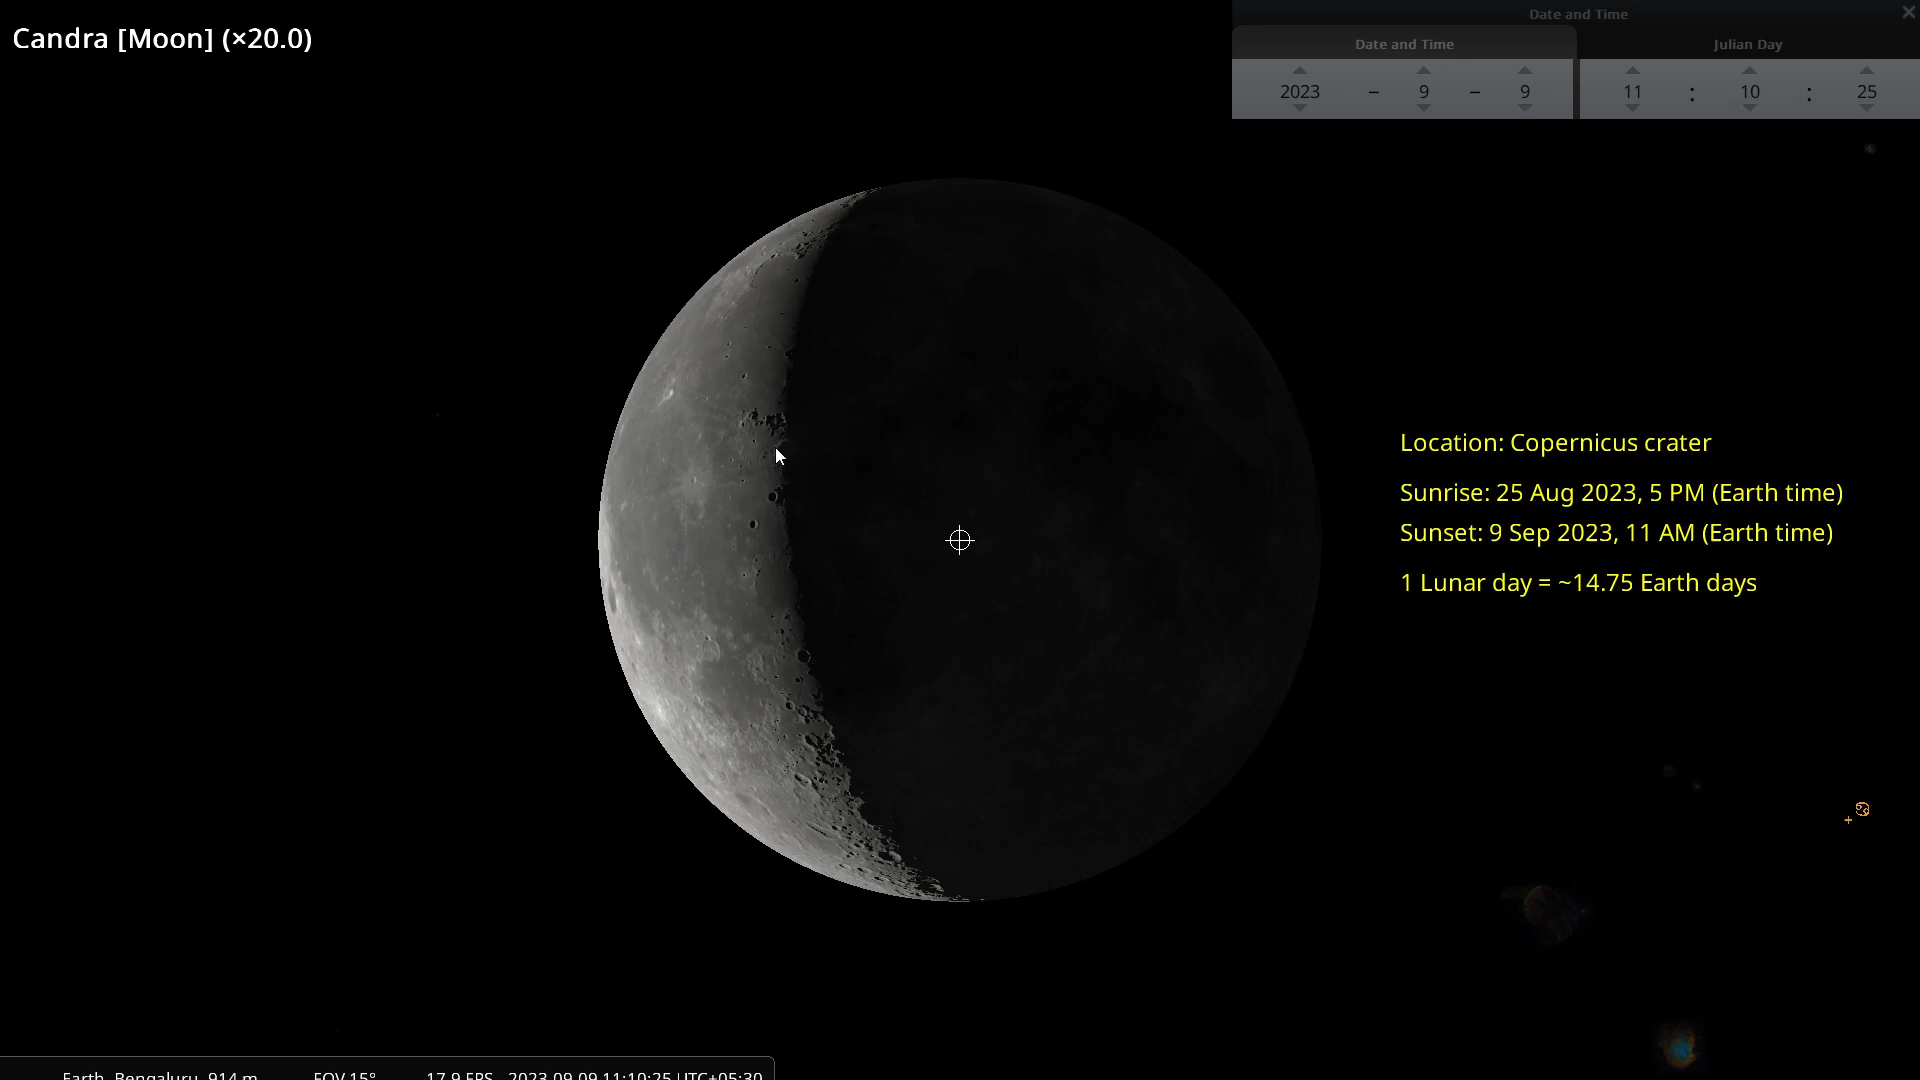 Candra [Moon] (×20.0)
Date and Time
Date and Time
Julian Day
2023 – 9 – 9
11 : 10 : 25
Location: Copernicus crater
Sunrise: 25 Aug 2023, 5 PM (Earth time)
Sunset: 9 Sep 2023, 11 AM (Earth time)
1 Lunar day = ~14.75 Earth days
Earth, Bengaluru, 914 m FOV 15° 17.9 FPS 2023-09-09 11:10:25 UTC+05:30